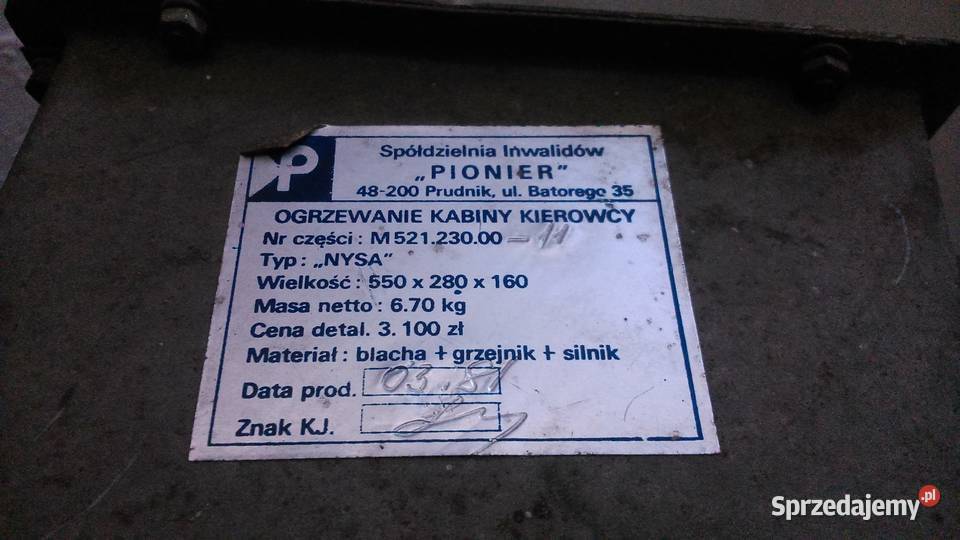 SP
Spółdzielnia Inwalidów
„PIONIER”
48-200 Prudnik, ul. Batorego 35
OGRZEWANIE KABINY KIEROWCY
Nr części : M 521.230.00 - 11
Typ : „NYSA”
Wielkość : 550 x 280 x 160
Masa netto : 6.70 kg
Cena detal. 3.100 zł
Materiał : blacha + grzejnik + silnik
Data prod. 03.81
Znak KJ.
Sprzedajemy.pl